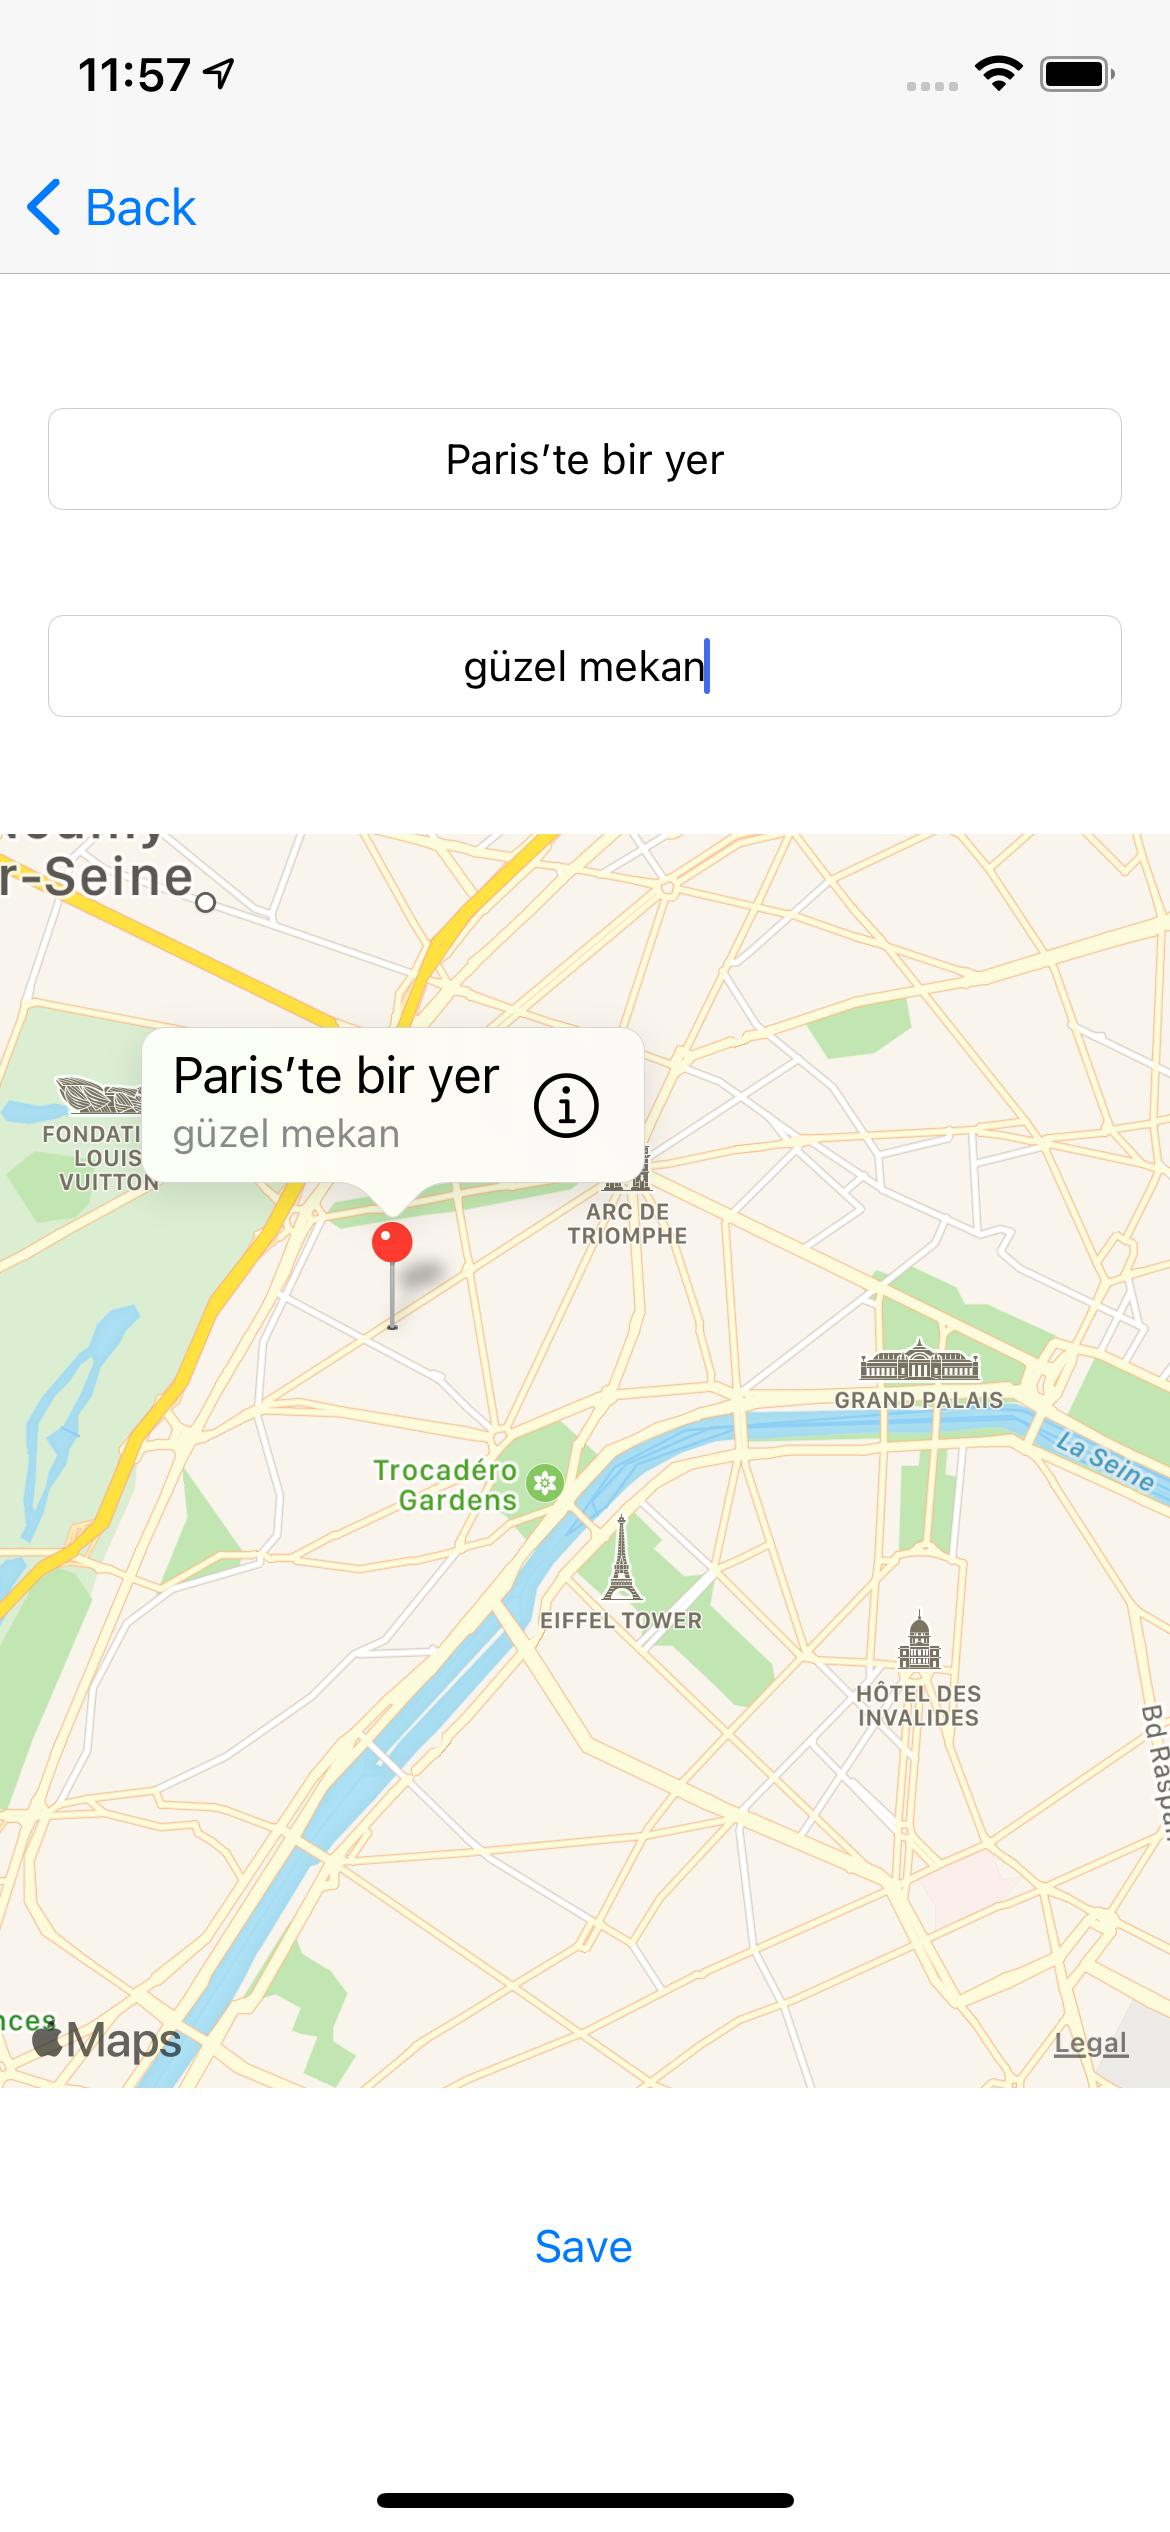 11:57
Back
Paris'te bir yer
güzel mekan
r-Seine
Paris'te bir yer
güzel mekan
FONDATI
LOUIS
VUITTON
ARC DE
TRIOMPHE
GRAND PALAIS
La Seine
Trocadéro
Gardens
EIFFEL TOWER
HÔTEL DES
INVALIDES
Bd Raspail
nces
Maps
Legal
Save